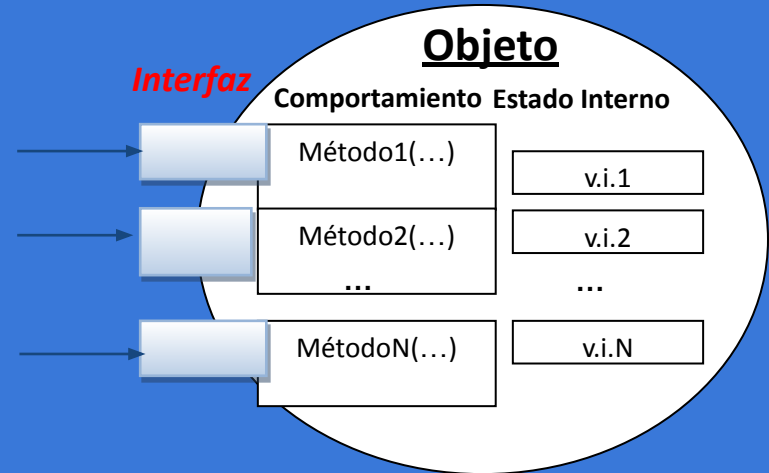 Objeto
Interfaz
Comportamiento Estado Interno
Método1(...)
v.i.1
Método2(...)
v.i.2
...
...
MétodoN(...)
v.i.N